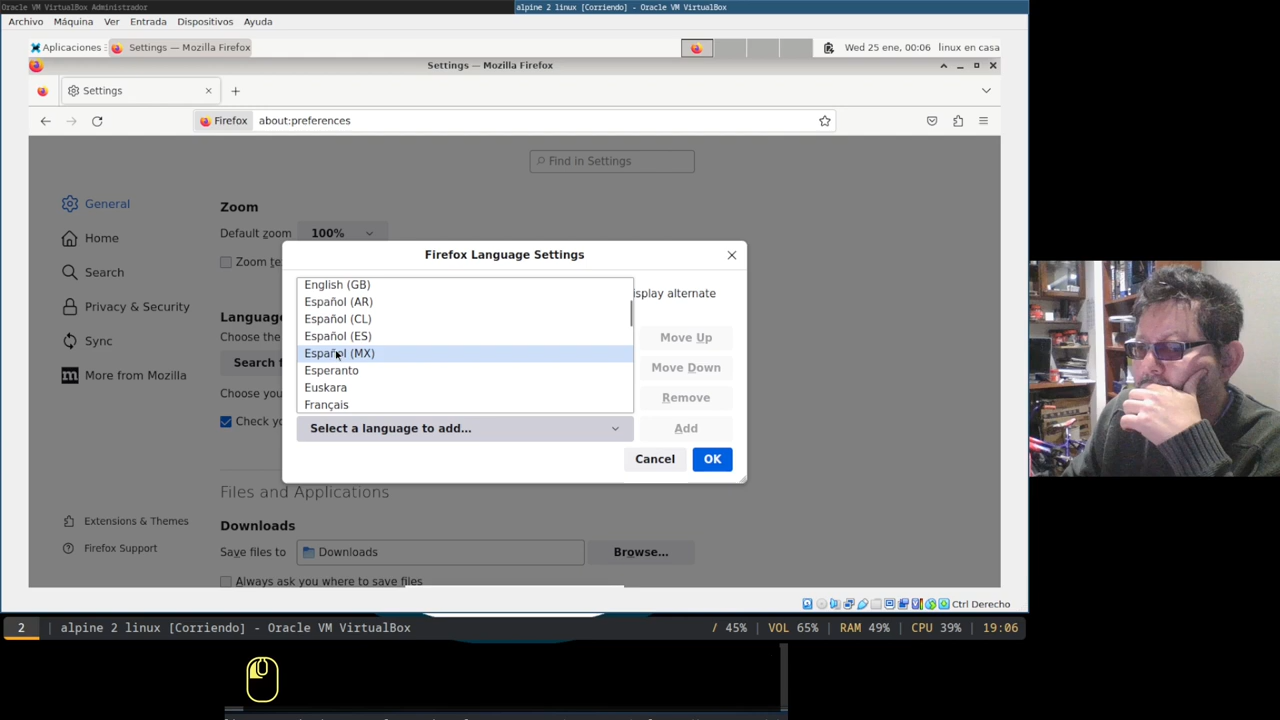 Oracle VM VirtualBox Administrador
alpine 2 linux [Corriendo] - Oracle VM VirtualBox
Archivo Máquina Ver Entrada Dispositivos Ayuda
Aplicaciones
Settings — Mozilla Firefox
Wed 25 ene, 00:06 linux en casa
Settings — Mozilla Firefox
Settings
Firefox about:preferences
Find in Settings
General
Home
Search
Privacy & Security
Sync
More from Mozilla
Extensions & Themes
Firefox Support
Zoom
Default zoom 100%
Zoom te
Languag
Choose the
Search f
Choose you
Check yo
Firefox Language Settings
English (GB)
Español (AR)
Español (CL)
Español (ES)
Español (MX)
Esperanto
Euskara
Français
Select a language to add...
isplay alternate
Move Up
Move Down
Remove
Add
Cancel OK
Files and Applications
Downloads
Save files to Downloads Browse...
Always ask you where to save files
Ctrl Derecho
2 | alpine 2 linux [Corriendo] - Oracle VM VirtualBox / 45% | VOL 65% | RAM 49% | CPU 39% | 19:06